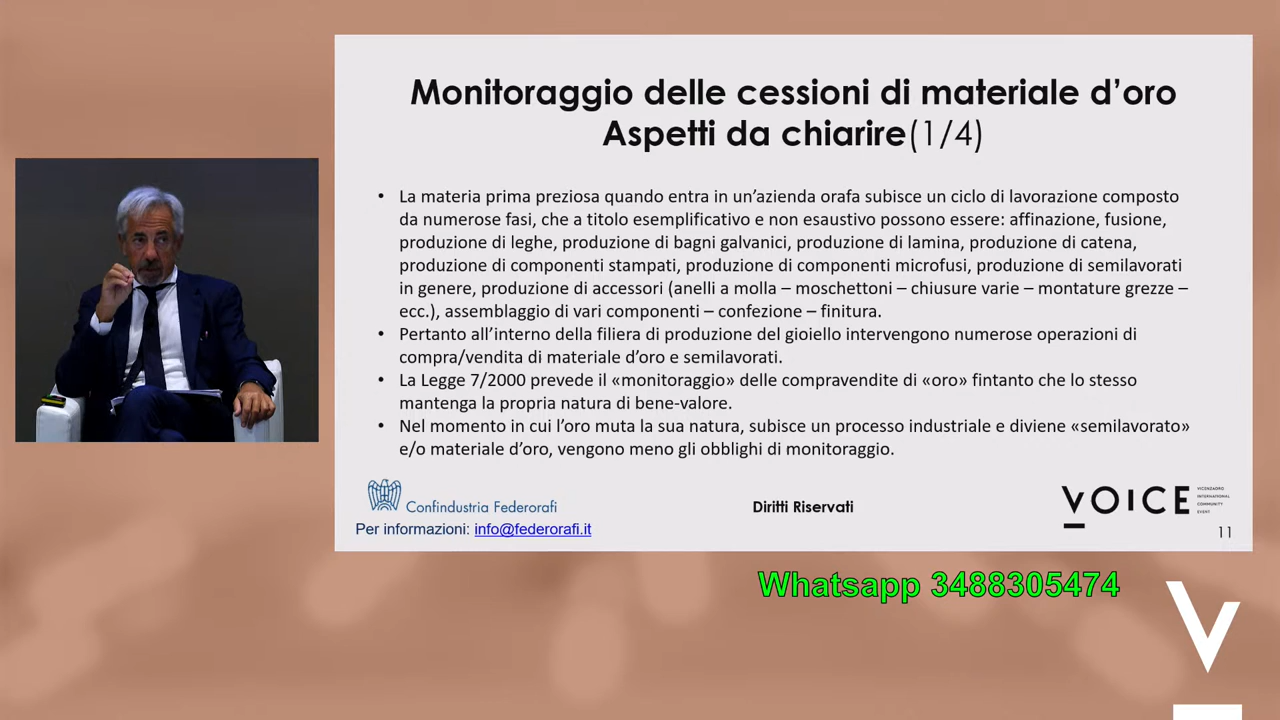 Monitoraggio delle cessioni di materiale d’oro
Aspetti da chiarire(1/4)
• La materia prima preziosa quando entra in un’azienda orafa subisce un ciclo di lavorazione composto
da numerose fasi, che a titolo esemplificativo e non esaustivo possono essere: affinazione, fusione,
produzione di leghe, produzione di bagni galvanici, produzione di lamina, produzione di catena,
produzione di componenti stampati, produzione di componenti microfusi, produzione di semilavorati
in genere, produzione di accessori (anelli a molla – moschettoni – chiusure varie – montature grezze –
ecc.), assemblaggio di vari componenti – confezione – finitura.
• Pertanto all’interno della filiera di produzione del gioiello intervengono numerose operazioni di
compra/vendita di materiale d’oro e semilavorati.
• La Legge 7/2000 prevede il «monitoraggio» delle compravendite di «oro» fintanto che lo stesso
mantenga la propria natura di bene-valore.
• Nel momento in cui l’oro muta la sua natura, subisce un processo industriale e diviene «semilavorato»
e/o materiale d’oro, vengono meno gli obblighi di monitoraggio.
Confindustria Federorafi
Per informazioni: info@federorafi.it
Diritti Riservati
VOICE
VICENZAORO
INTERNATIONAL
COMMUNITY
EVENT
11
Whatsapp 3488305474
V